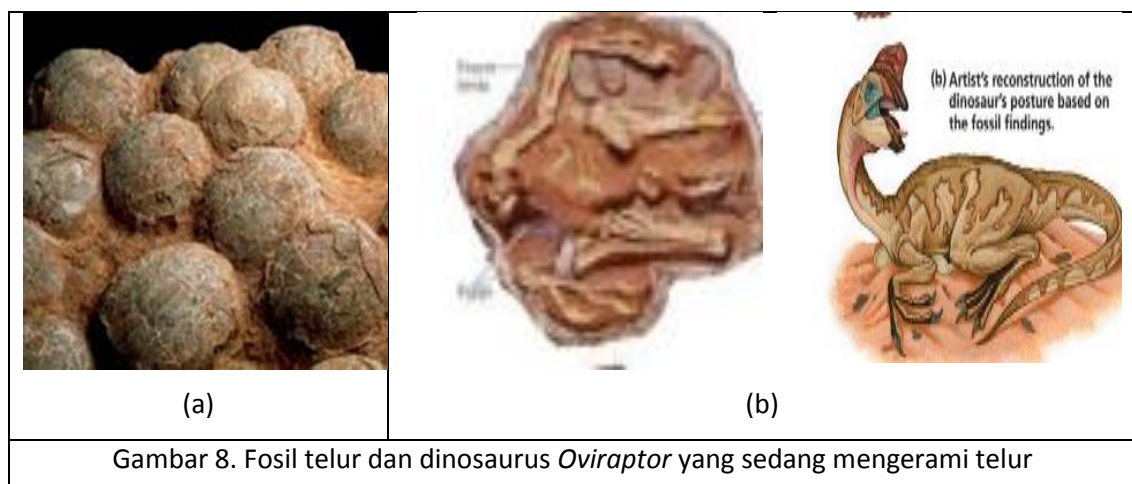 (b) Artist's reconstruction of the
dinosaur's posture based on
the fossil findings.
(a)
(b)
Gambar 8. Fosil telur dan dinosaurus Oviraptor yang sedang mengerami telur